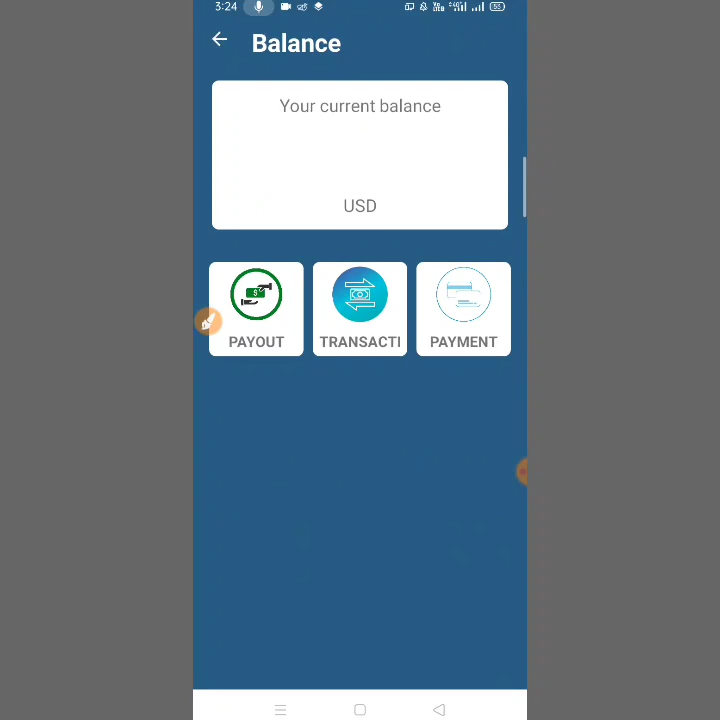 3:24
Balance
Your current balance
USD
PAYOUT
TRANSACTI
PAYMENT